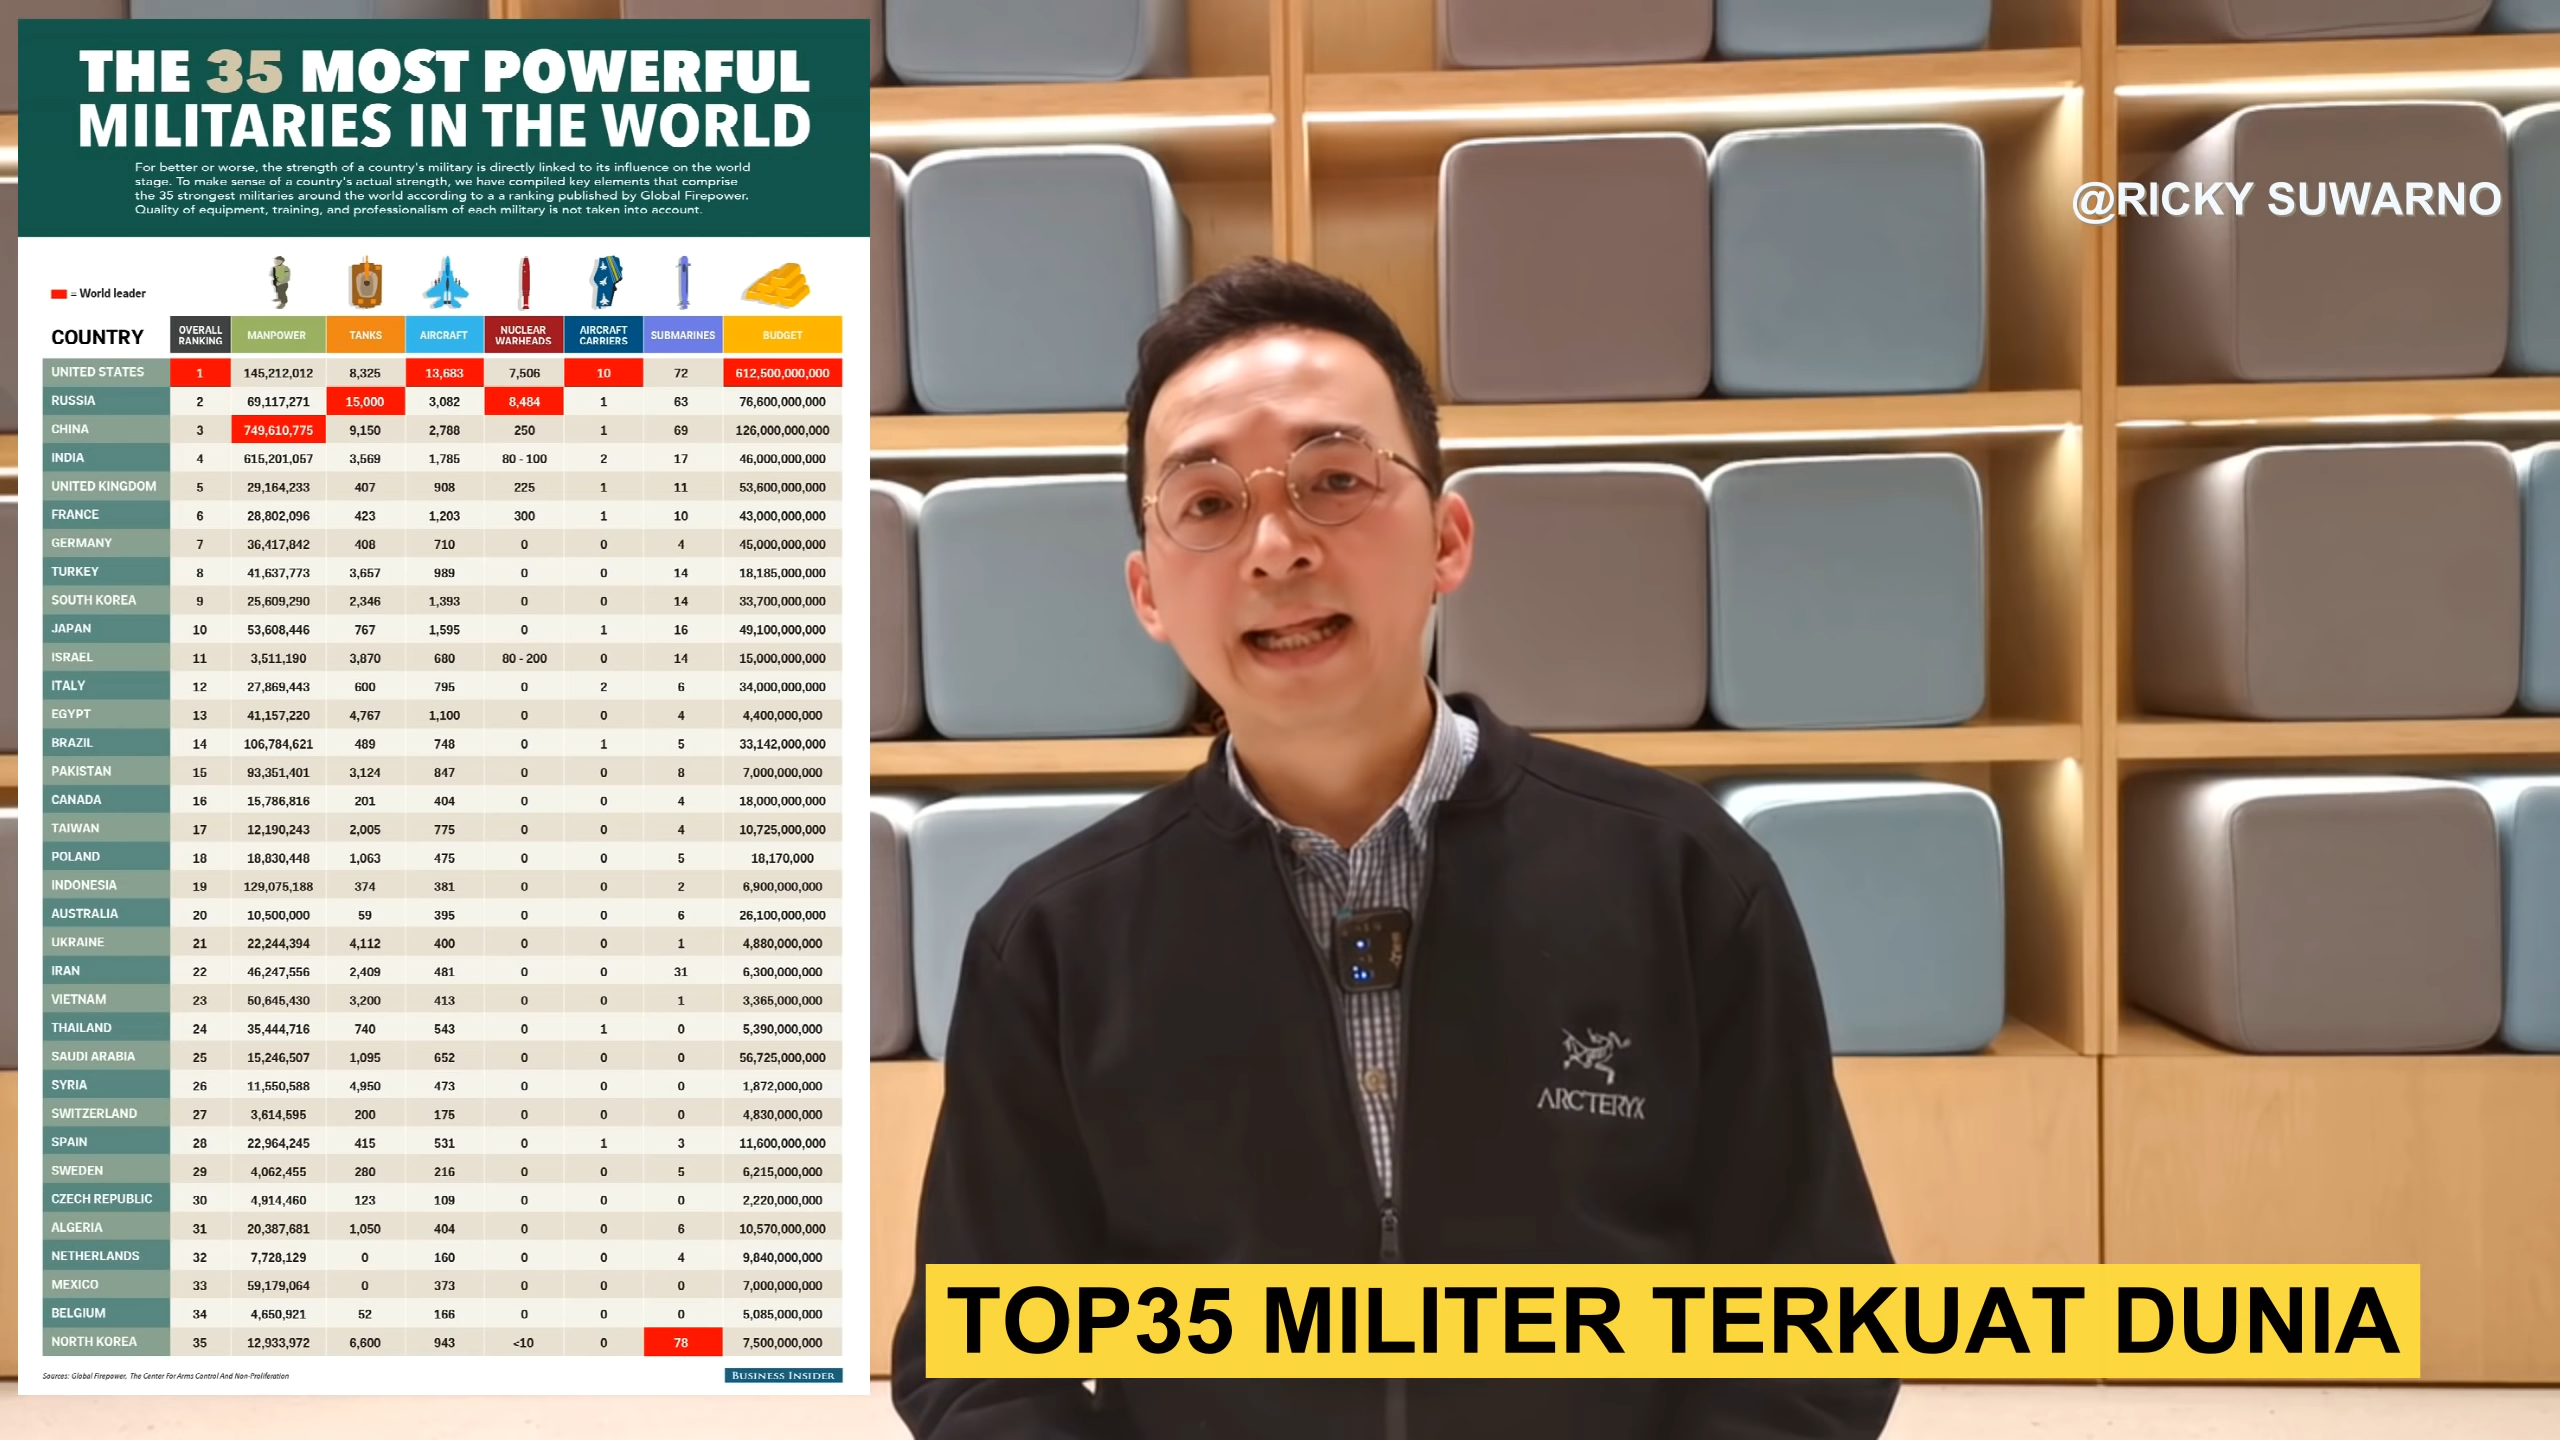 THE 35 MOST POWERFUL
MILITARIES IN THE WORLD
For better or worse, the strength of a country's military is directly linked to its influence on the world
stage. To make sense of a country's actual strength, we have compiled key elements that comprise
the 35 strongest militaries around the world according to a a ranking published by Global Firepower.
Quality of equipment, training, and professionalism of each military is not taken into account.
= World leader
COUNTRY OVERALL RANKING MANPOWER TANKS AIRCRAFT NUCLEAR WARHEADS AIRCRAFT CARRIERS SUBMARINES BUDGET
UNITED STATES 1 145,212,012 8,325 13,683 7,506 10 72 612,500,000,000
RUSSIA 2 69,117,271 15,000 3,082 8,484 1 63 76,600,000,000
CHINA 3 749,610,775 9,150 2,788 250 1 69 126,000,000,000
INDIA 4 615,201,057 3,569 1,785 80 - 100 2 17 46,000,000,000
UNITED KINGDOM 5 29,164,233 407 908 225 1 11 53,600,000,000
FRANCE 6 28,802,096 423 1,203 300 1 10 43,000,000,000
GERMANY 7 36,417,842 408 710 0 0 4 45,000,000,000
TURKEY 8 41,637,773 3,657 989 0 0 14 18,185,000,000
SOUTH KOREA 9 25,609,290 2,346 1,393 0 0 14 33,700,000,000
JAPAN 10 53,608,446 767 1,595 0 1 16 49,100,000,000
ISRAEL 11 3,511,190 3,870 680 80 - 200 0 14 15,000,000,000
ITALY 12 27,869,443 600 795 0 2 6 34,000,000,000
EGYPT 13 41,157,220 4,767 1,100 0 0 4 4,400,000,000
BRAZIL 14 106,784,621 489 748 0 1 5 33,142,000,000
PAKISTAN 15 93,351,401 3,124 847 0 0 8 7,000,000,000
CANADA 16 15,786,816 201 404 0 0 4 18,000,000,000
TAIWAN 17 12,190,243 2,005 775 0 0 4 10,725,000,000
POLAND 18 18,830,448 1,063 475 0 0 5 18,170,000
INDONESIA 19 129,075,188 374 381 0 0 2 6,900,000,000
AUSTRALIA 20 10,500,000 59 395 0 0 6 26,100,000,000
UKRAINE 21 22,244,394 4,112 400 0 0 1 4,880,000,000
IRAN 22 46,247,556 2,409 481 0 0 31 6,300,000,000
VIETNAM 23 50,645,430 3,200 413 0 0 1 3,365,000,000
THAILAND 24 35,444,716 740 543 0 1 0 5,390,000,000
SAUDI ARABIA 25 15,246,507 1,095 652 0 0 0 56,725,000,000
SYRIA 26 11,550,588 4,950 473 0 0 0 1,872,000,000
SWITZERLAND 27 3,614,595 200 175 0 0 0 4,830,000,000
SPAIN 28 22,964,245 415 531 0 1 3 11,600,000,000
SWEDEN 29 4,062,455 280 216 0 0 5 6,215,000,000
CZECH REPUBLIC 30 4,914,460 123 109 0 0 0 2,220,000,000
ALGERIA 31 20,387,681 1,050 404 0 0 6 10,570,000,000
NETHERLANDS 32 7,728,129 0 160 0 0 4 9,840,000,000
MEXICO 33 59,179,064 0 373 0 0 0 7,000,000,000
BELGIUM 34 4,650,921 52 166 0 0 0 5,085,000,000
NORTH KOREA 35 12,933,972 6,600 943 <10 0 78 7,500,000,000
Sources: Global Firepower, The Center For Arms Control And Non-Proliferation
BUSINESS INSIDER
@RICKY SUWARNO
ARC'TERYX
TOP35 MILITER TERKUAT DUNIA